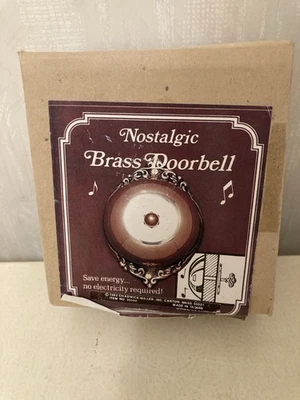 Nostalgic
Brass Doorbell
Save energy...
no electricity required!
MADE IN TAIWAN